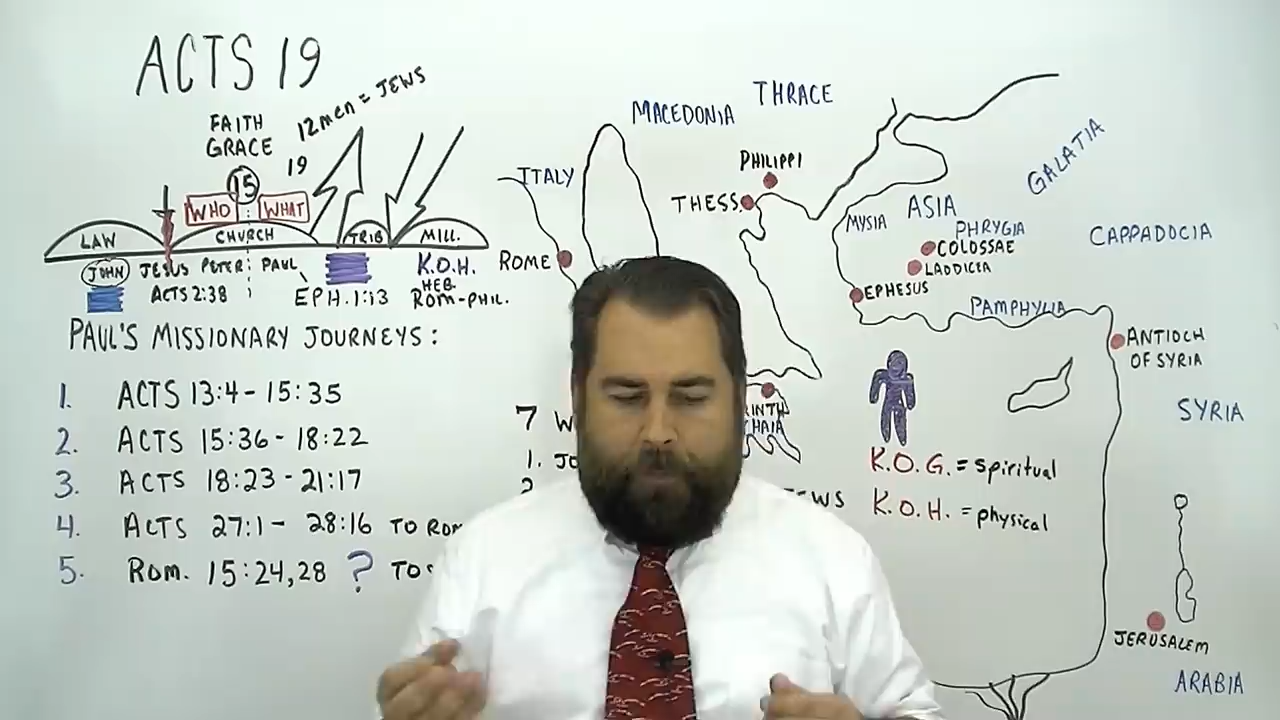 ACTS 19
12 men = JEWS
FAITH
GRACE
19
15
WHO WHAT
LAW CHURCH TRIB MILL.
JOHN JESUS PETER PAUL K.O.H.
HEB.
ACTS 2:38 EPH. 1:13 ROM-PHIL.
PAUL'S MISSIONARY JOURNEYS:
1. ACTS 13:4 - 15:35
2. ACTS 15:36 - 18:22
3. ACTS 18:23 - 21:17
4. ACTS 27:1 - 28:16 TO
5. Rom. 15:24,28 ? TO
7
1.
2
MACEDONIA THRACE
ITALY
PHILIPPI
THESS.
GALATIA
MYSIA ASIA
PHRYGIA
CAPPADOCIA
COLOSSAE
LADDICEA
ROME
EPHESUS
PAMPHYLIA
ANTIOCH
OF SYRIA
SYRIA
K.O.G. = spiritual
K.O.H. = physical
JERUSALEM
ARABIA